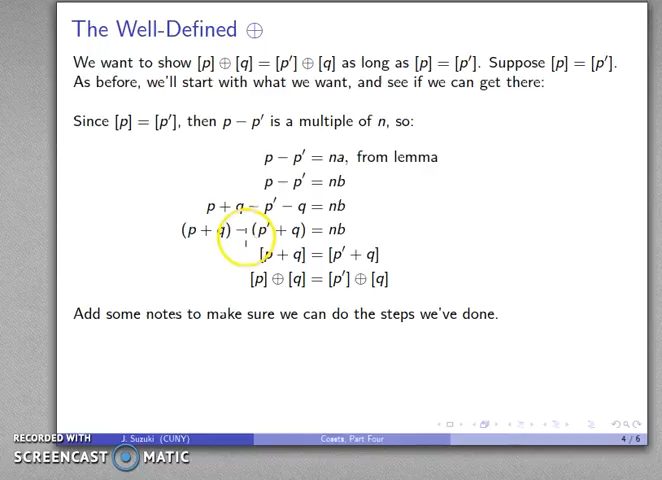 The Well-Defined ⊕
We want to show [p] ⊕ [q] = [p′] ⊕ [q] as long as [p] = [p′]. Suppose [p] = [p′].
As before, we'll start with what we want, and see if we can get there:
Since [p] = [p′], then p − p′ is a multiple of n, so:
p − p′ = na, from lemma
p − p′ = nb
p + q − p′ − q = nb
(p + q) − (p′ + q) = nb
[p + q] = [p′ + q]
[p] ⊕ [q] = [p′] ⊕ [q]
Add some notes to make sure we can do the steps we've done.
RECORDED WITH
SCREENCAST MATIC
J. Suzuki (CUNY) Coasts, Part Four 4 / 6